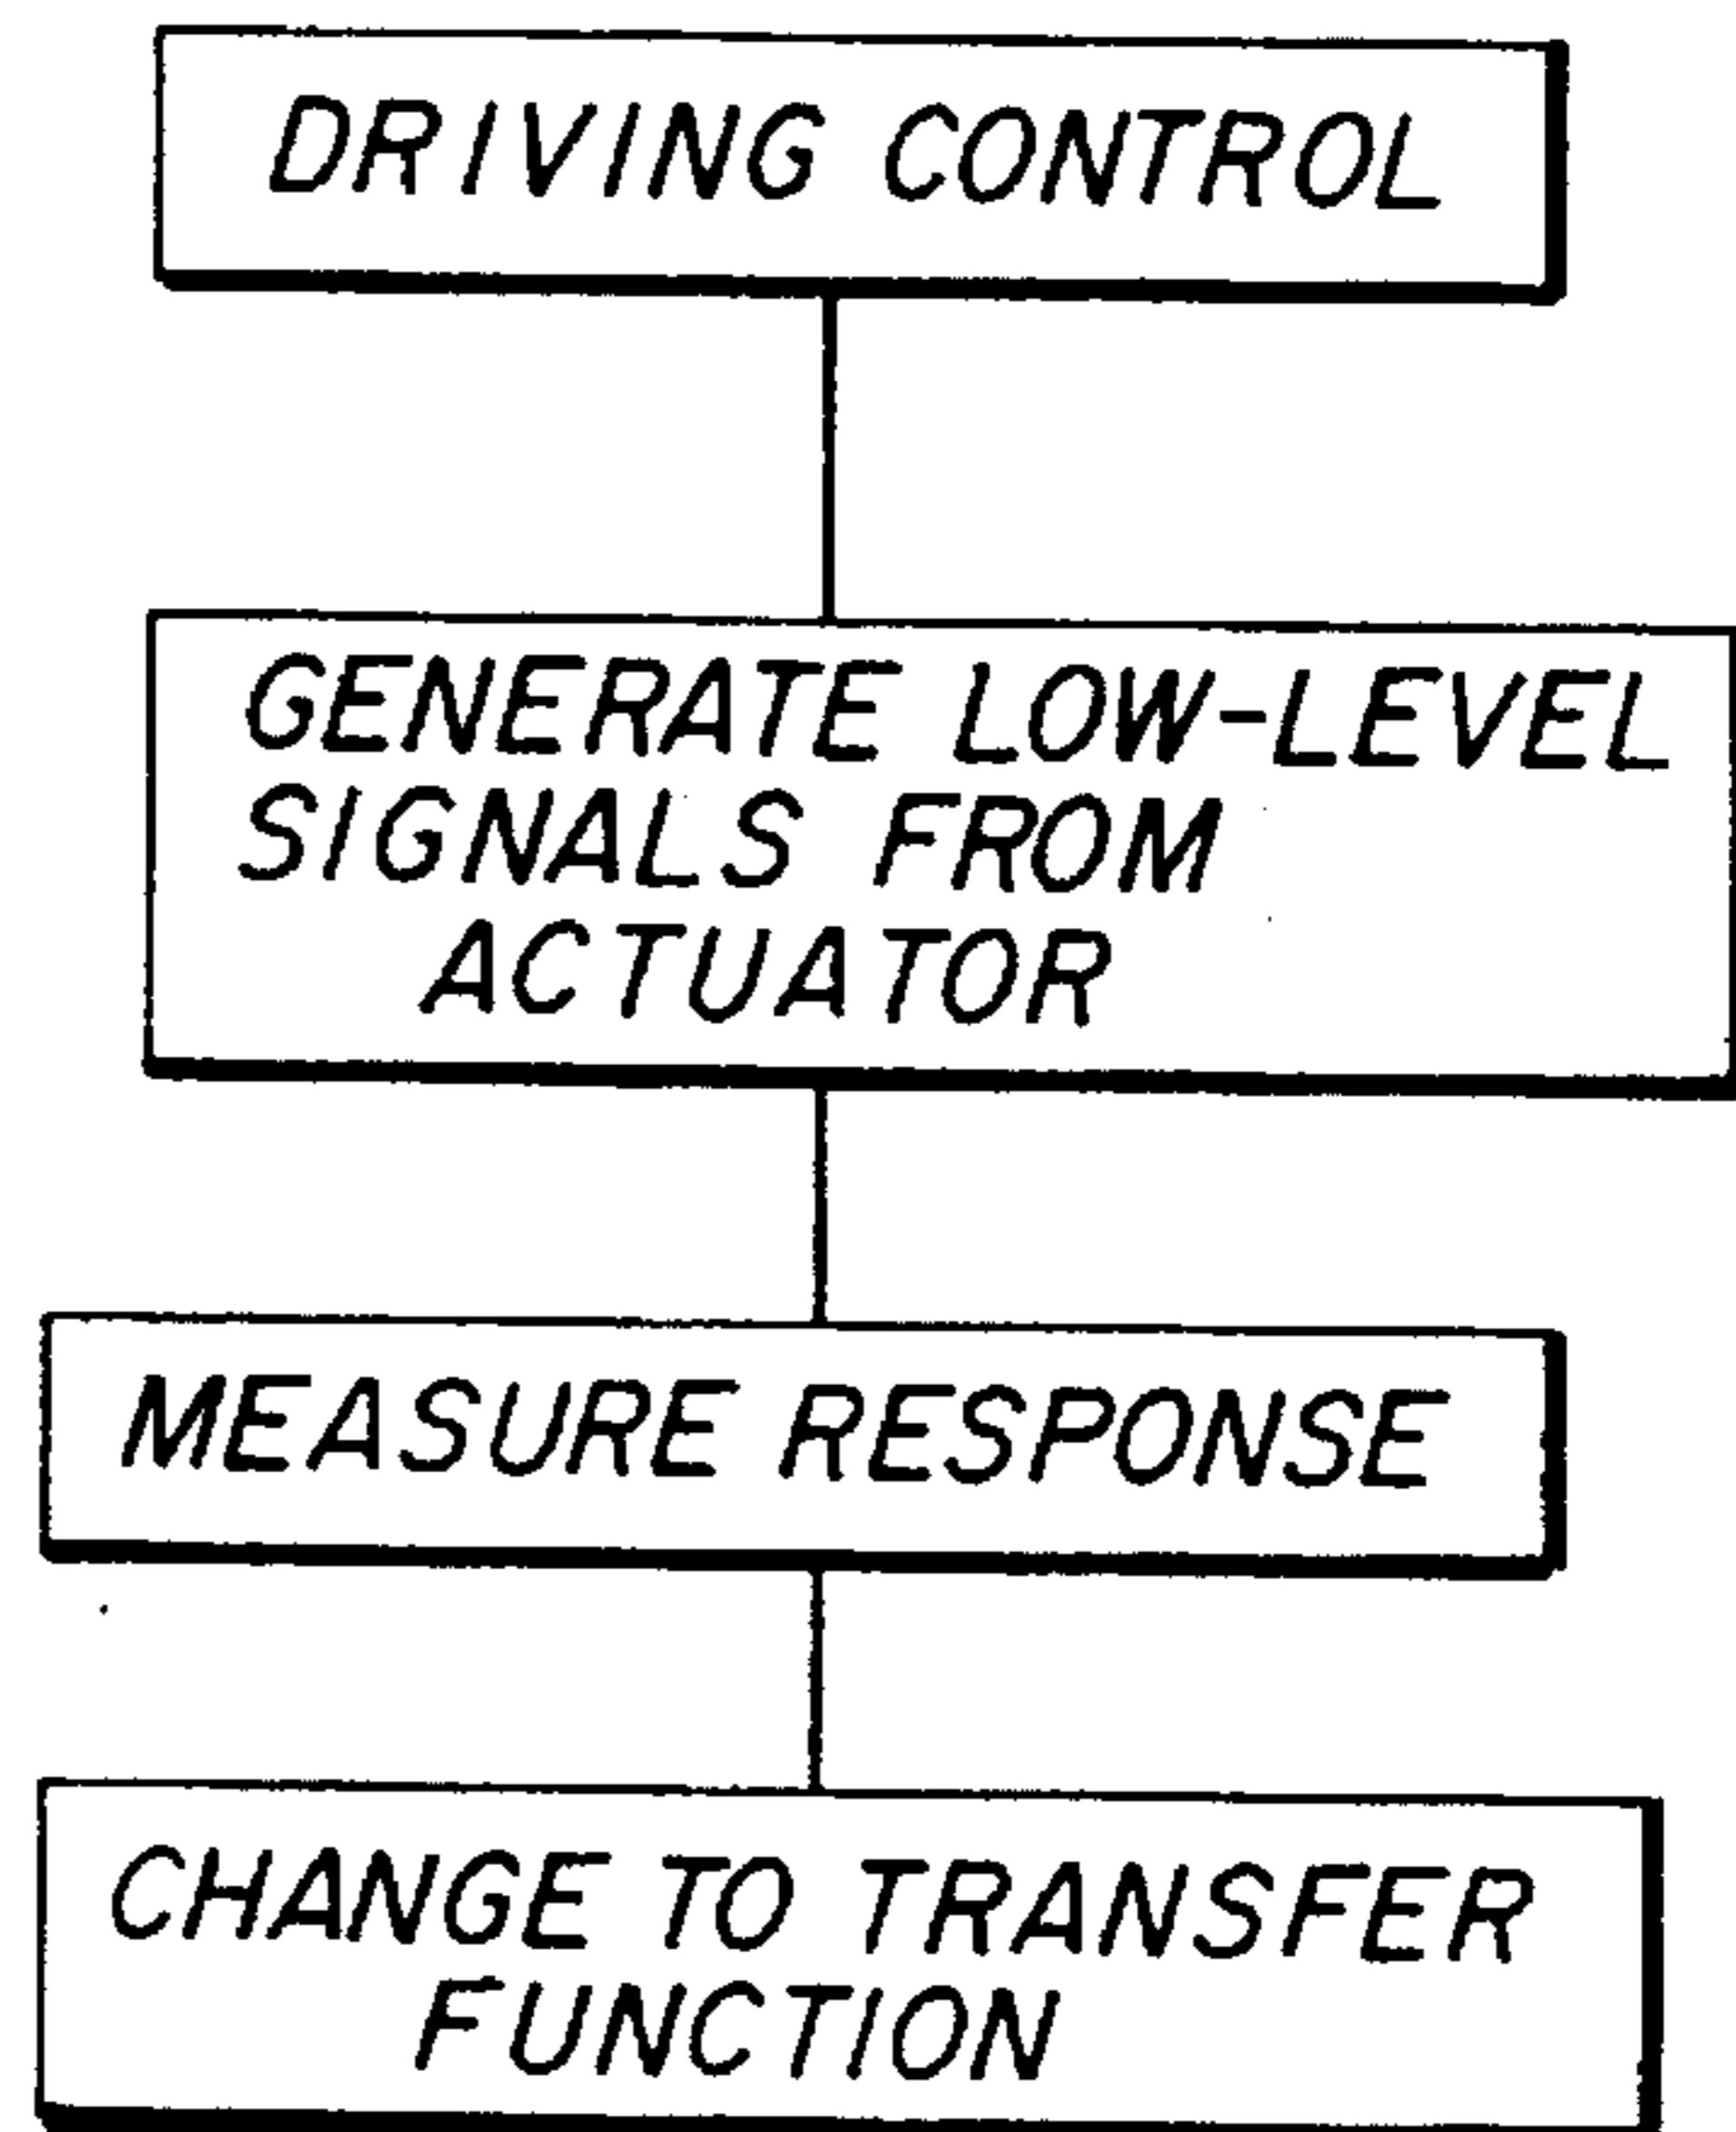 DRIVING CONTROL
GENERATE LOW-LEVEL
SIGNALS FROM
ACTUATOR
MEASURE RESPONSE
CHANGE TO TRANSFER
FUNCTION